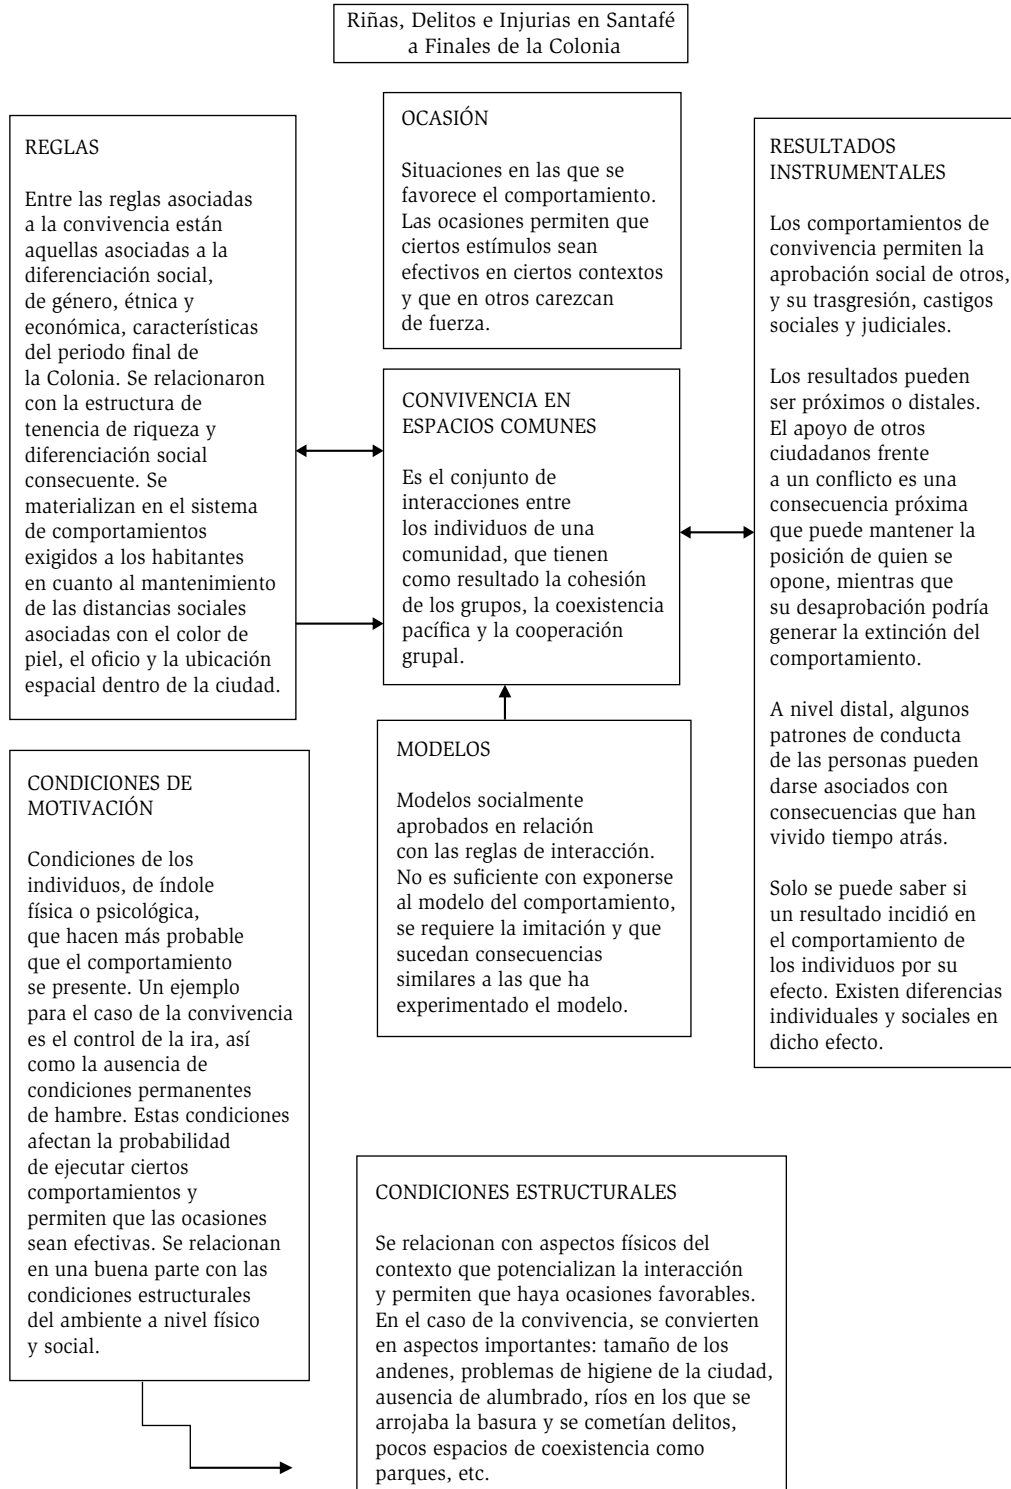 Riñas, Delitos e Injurias en Santafé
a Finales de la Colonia
REGLAS
Entre las reglas asociadas
a la convivencia están
aquellas asociadas a la
diferenciación social,
de género, étnica y
económica, características
del periodo final de
la Colonia. Se relacionaron
con la estructura de
tenencia de riqueza y
diferenciación social
consecuente. Se
materializan en el sistema
de comportamientos
exigidos a los habitantes
en cuanto al mantenimiento
de las distancias sociales
asociadas con el color de
piel, el oficio y la ubicación
espacial dentro de la ciudad.
OCASIÓN
Situaciones en las que se
favorece el comportamiento.
Las ocasiones permiten que
ciertos estímulos sean
efectivos en ciertos contextos
y que en otros carezcan
de fuerza.
CONVIVENCIA EN
ESPACIOS COMUNES
Es el conjunto de
interacciones entre
los individuos de una
comunidad, que tienen
como resultado la cohesión
de los grupos, la coexistencia
pacífica y la cooperación
grupal.
RESULTADOS
INSTRUMENTALES
Los comportamientos de
convivencia permiten la
aprobación social de otros,
y su trasgresión, castigos
sociales y judiciales.
Los resultados pueden
ser próximos o distales.
El apoyo de otros
ciudadanos frente
a un conflicto es una
consecuencia próxima
que puede mantener la
posición de quien se
opone, mientras que
su desaprobación podría
generar la extinción del
comportamiento.
A nivel distal, algunos
patrones de conducta
de las personas pueden
darse asociados con
consecuencias que han
vivido tiempo atrás.
Solo se puede saber si
un resultado incidió en
el comportamiento de
los individuos por su
efecto. Existen diferencias
individuales y sociales en
dicho efecto.
MODELOS
Modelos socialmente
aprobados en relación
con las reglas de interacción.
No es suficiente con exponerse
al modelo del comportamiento,
se requiere la imitación y que
sucedan consecuencias
similares a las que ha
experimentado el modelo.
CONDICIONES DE
MOTIVACIÓN
Condiciones de los
individuos, de índole
física o psicológica,
que hacen más probable
que el comportamiento
se presente. Un ejemplo
para el caso de la convivencia
es el control de la ira, así
como la ausencia de
condiciones permanentes
de hambre. Estas condiciones
afectan la probabilidad
de ejecutar ciertos
comportamientos y
permiten que las ocasiones
sean efectivas. Se relacionan
en una buena parte con las
condiciones estructurales
del ambiente a nivel físico
y social.
CONDICIONES ESTRUCTURALES
Se relacionan con aspectos físicos del
contexto que potencializan la interacción
y permiten que haya ocasiones favorables.
En el caso de la convivencia, se convierten
en aspectos importantes: tamaño de los
andenes, problemas de higiene de la ciudad,
ausencia de alumbrado, ríos en los que se
arrojaba la basura y se cometían delitos,
pocos espacios de coexistencia como
parques, etc.